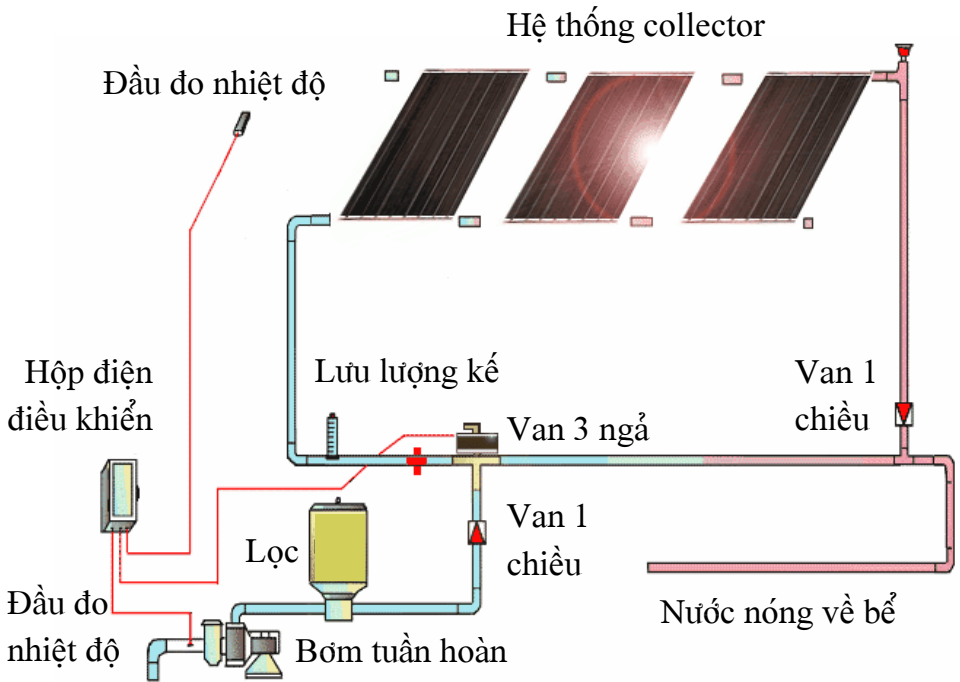 Hệ thống collector
Đầu đo nhiệt độ
Hộp điện
điều khiển
Lưu lượng kế
Van 1
chiều
Van 3 ngả
Lọc
Van 1
chiều
Đầu đo
nhiệt độ
Bơm tuần hoàn
Nước nóng về bể